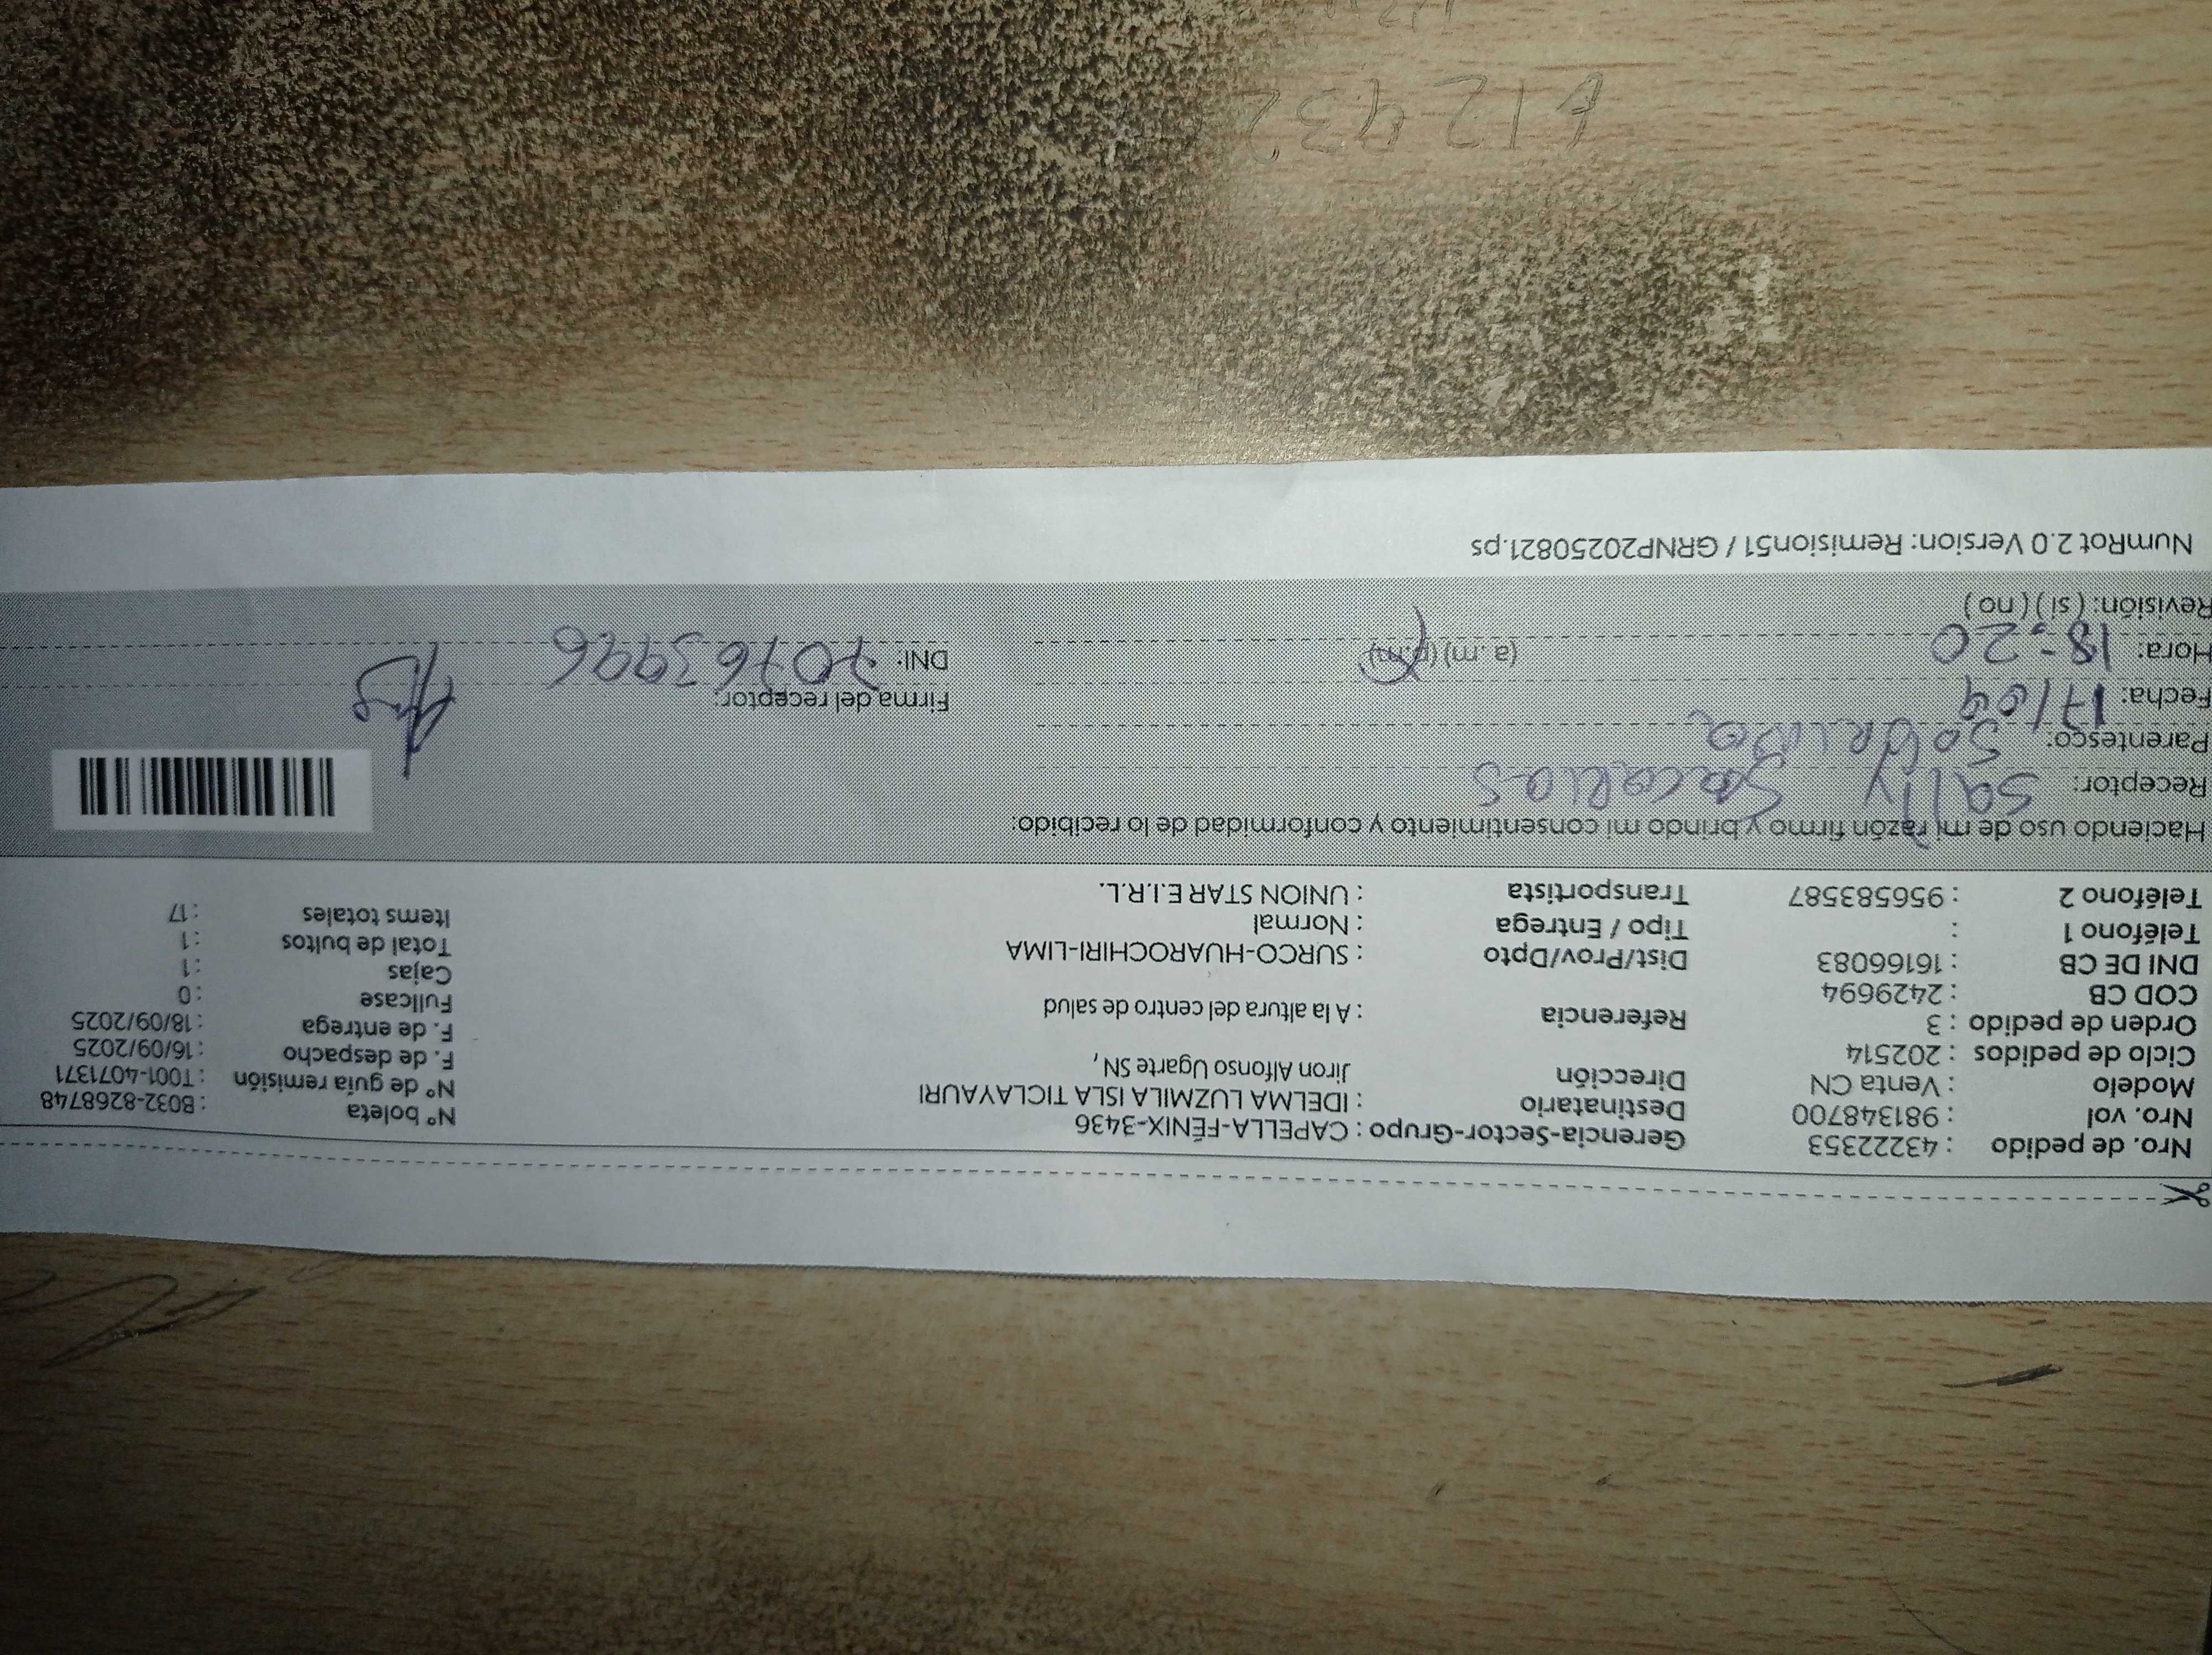 Nro. de pedido : 43222353 Gerencia-Sector-Grupo : CAPELLA-FÉNIX-3436 N° boleta : B032-8268748
Nro. vol : 981348700 Destinatario : IDELMA LUZMILA ISLA TICLAYAURI N° de guía remisión : T001-4071371
Modelo : Venta CN Dirección Jiron Alfonso Ugarte SN, F. de despacho : 16/09/2025
Ciclo de pedidos : 202514 F. de entrega : 18/09/2025
Orden de pedido : 3 Referencia : A la altura del centro de salud Fullcase : 0
COD CB : 2429694 Cajas : 1
DNI DE CB : 16166083 Dist/Prov/Dpto : SURCO-HUAROCHIRI-LIMA Total de bultos : 1
Teléfono 1 : Tipo / Entrega : Normal Items totales : 17
Teléfono 2 : 956583587 Transportista : UNION STAR E.I.R.L.
Haciendo uso de mi razón firmo y brindo mi consentimiento y conformidad de lo recibido:
Receptor: Sally Sacarias
Parentesco: Sobrina
Fecha: 17/09 Firma del receptor:
Hora: 18:20 (a.m) (p.m) DNI: 70763996
Revisión: (si) (no)
NumRot 2.0 Version: Remision51 / GRNP20250821.ps
612432